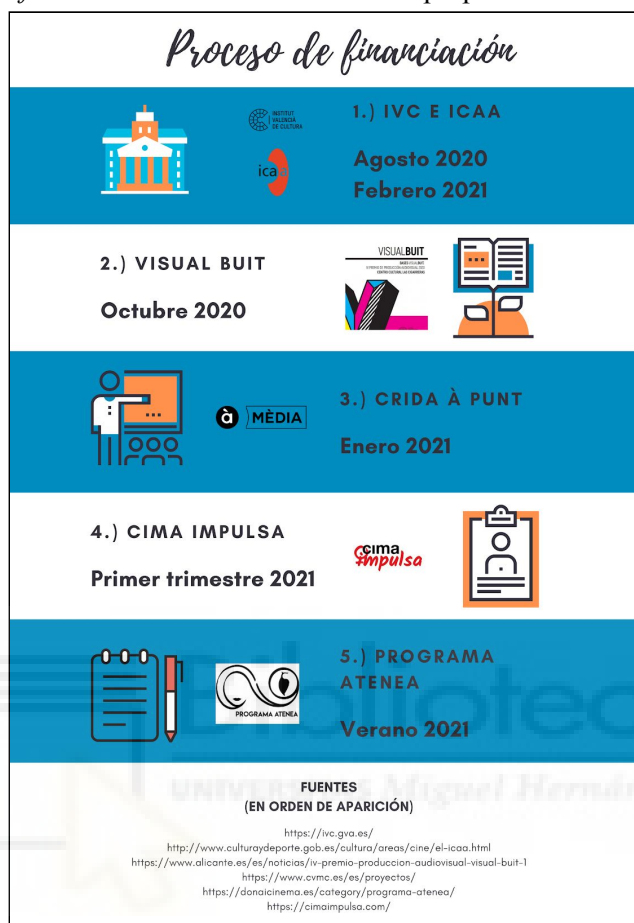 Proceso de financiación
INSTITUT
VALENCIÀ
DE CULTURA
icaa
1.) IVC E ICAA
Agosto 2020
Febrero 2021
2.) VISUAL BUIT
Octubre 2020
VISUALBUIT
3.) CRIDA À PUNT
Enero 2021
à MÈDIA
4.) CIMA IMPULSA
Primer trimestre 2021
cima
impulsa
5.) PROGRAMA
ATENEA
Verano 2021
PROGRAMA ATENEA
Bibliotec
UNIVERSITAS Miguel Hernán
FUENTES
(EN ORDEN DE APARICIÓN)
https://ivc.gva.es/
http://www.culturaydeporte.gob.es/cultura/areas/cine/el-icaa.html
https://www.alicante.es/es/noticias/iv-premio-produccion-audiovisual-visual-buit-1
https://www.cvmc.es/es/proyectos/
https://donaicinema.es/category/programa-atenea/
https://cimaimpulsa.com/